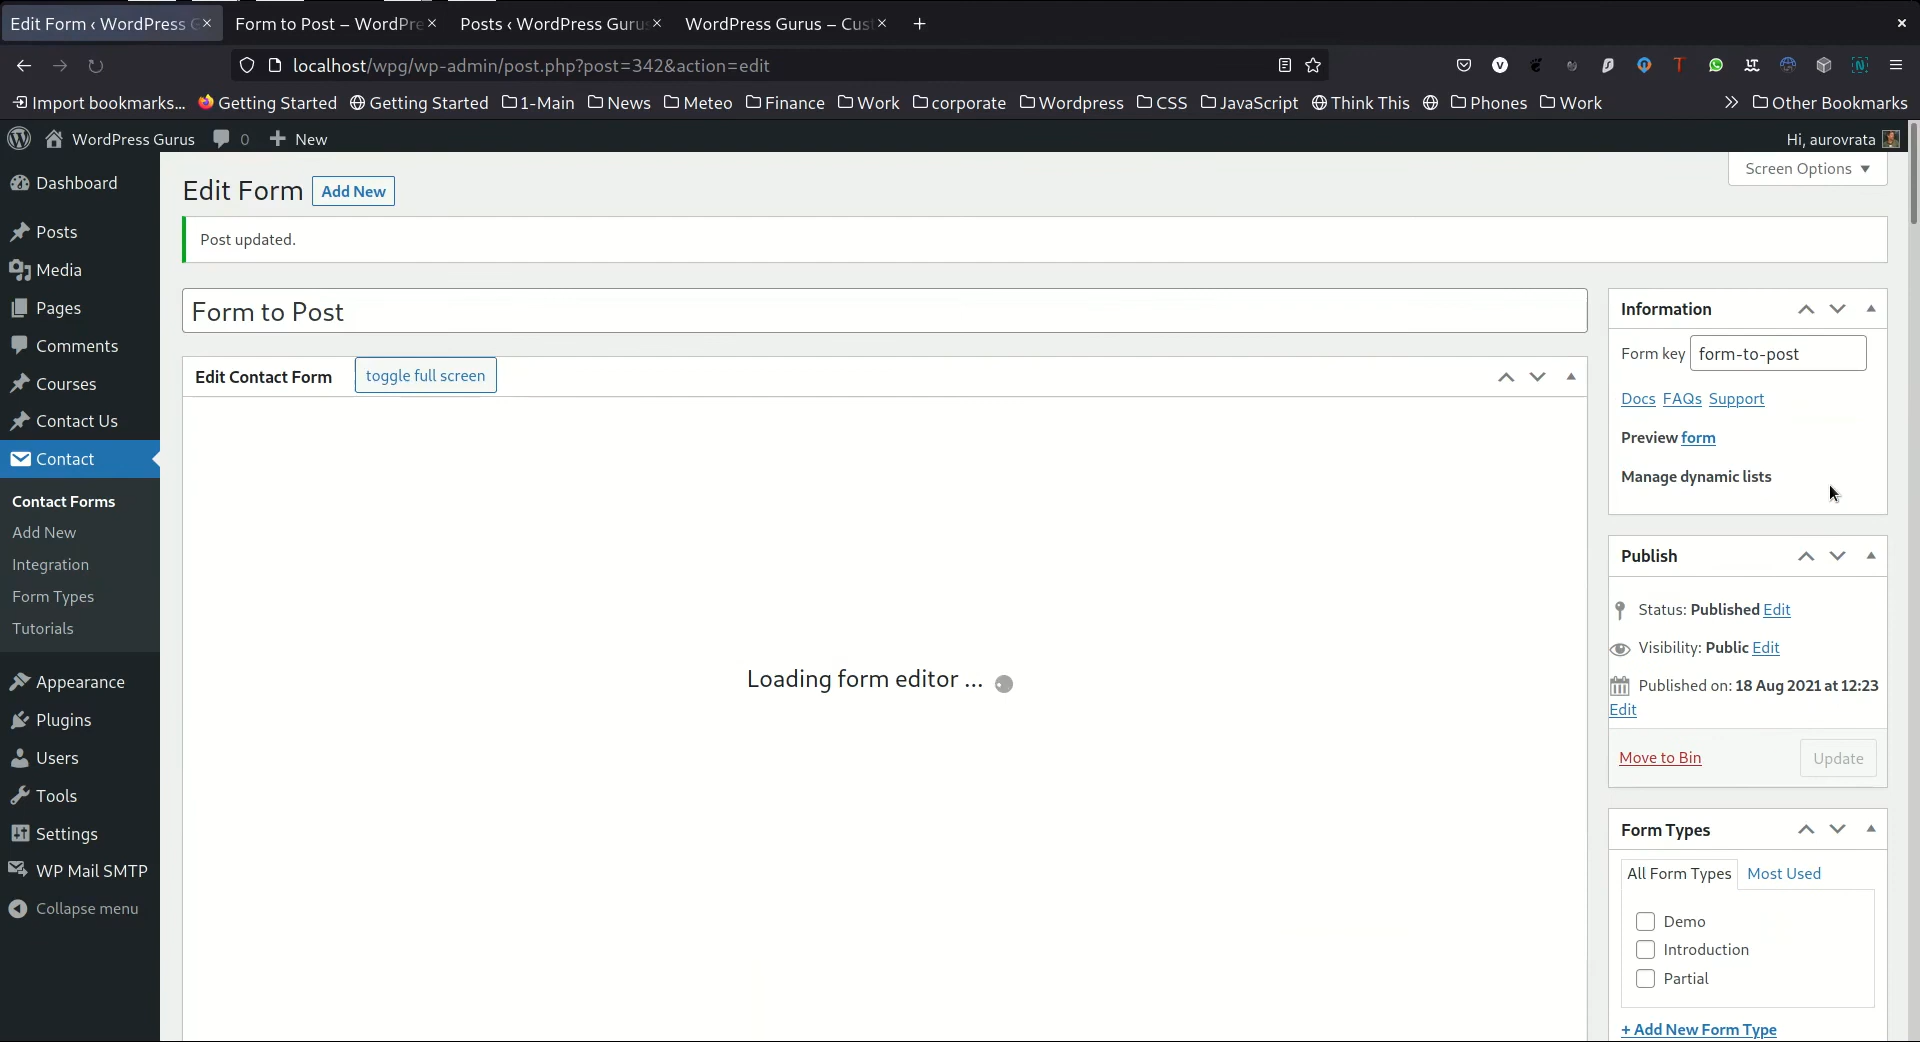 Edit Form ‹ WordPress G
Form to Post – WordPre
Posts ‹ WordPress Gurus
WordPress Gurus – Cust
localhost/wpg/wp-admin/post.php?post=342&action=edit
Import bookmarks...
Getting Started
Getting Started
1-Main
News
Meteo
Finance
Work
corporate
Wordpress
CSS
JavaScript
Think This
Phones
Work
Other Bookmarks
WordPress Gurus
0
New
Hi, aurovrata
Dashboard
Posts
Media
Pages
Comments
Courses
Contact Us
Contact
Contact Forms
Add New
Integration
Form Types
Tutorials
Appearance
Plugins
Users
Tools
Settings
WP Mail SMTP
Collapse menu
Screen Options
Edit Form
Add New
Post updated.
Form to Post
Edit Contact Form
toggle full screen
Loading form editor ...
Information
Form key form-to-post
Docs FAQs Support
Preview form
Manage dynamic lists
Publish
Status: Published Edit
Visibility: Public Edit
Published on: 18 Aug 2021 at 12:23
Edit
Move to Bin
Update
Form Types
All Form Types
Most Used
Demo
Introduction
Partial
+ Add New Form Type